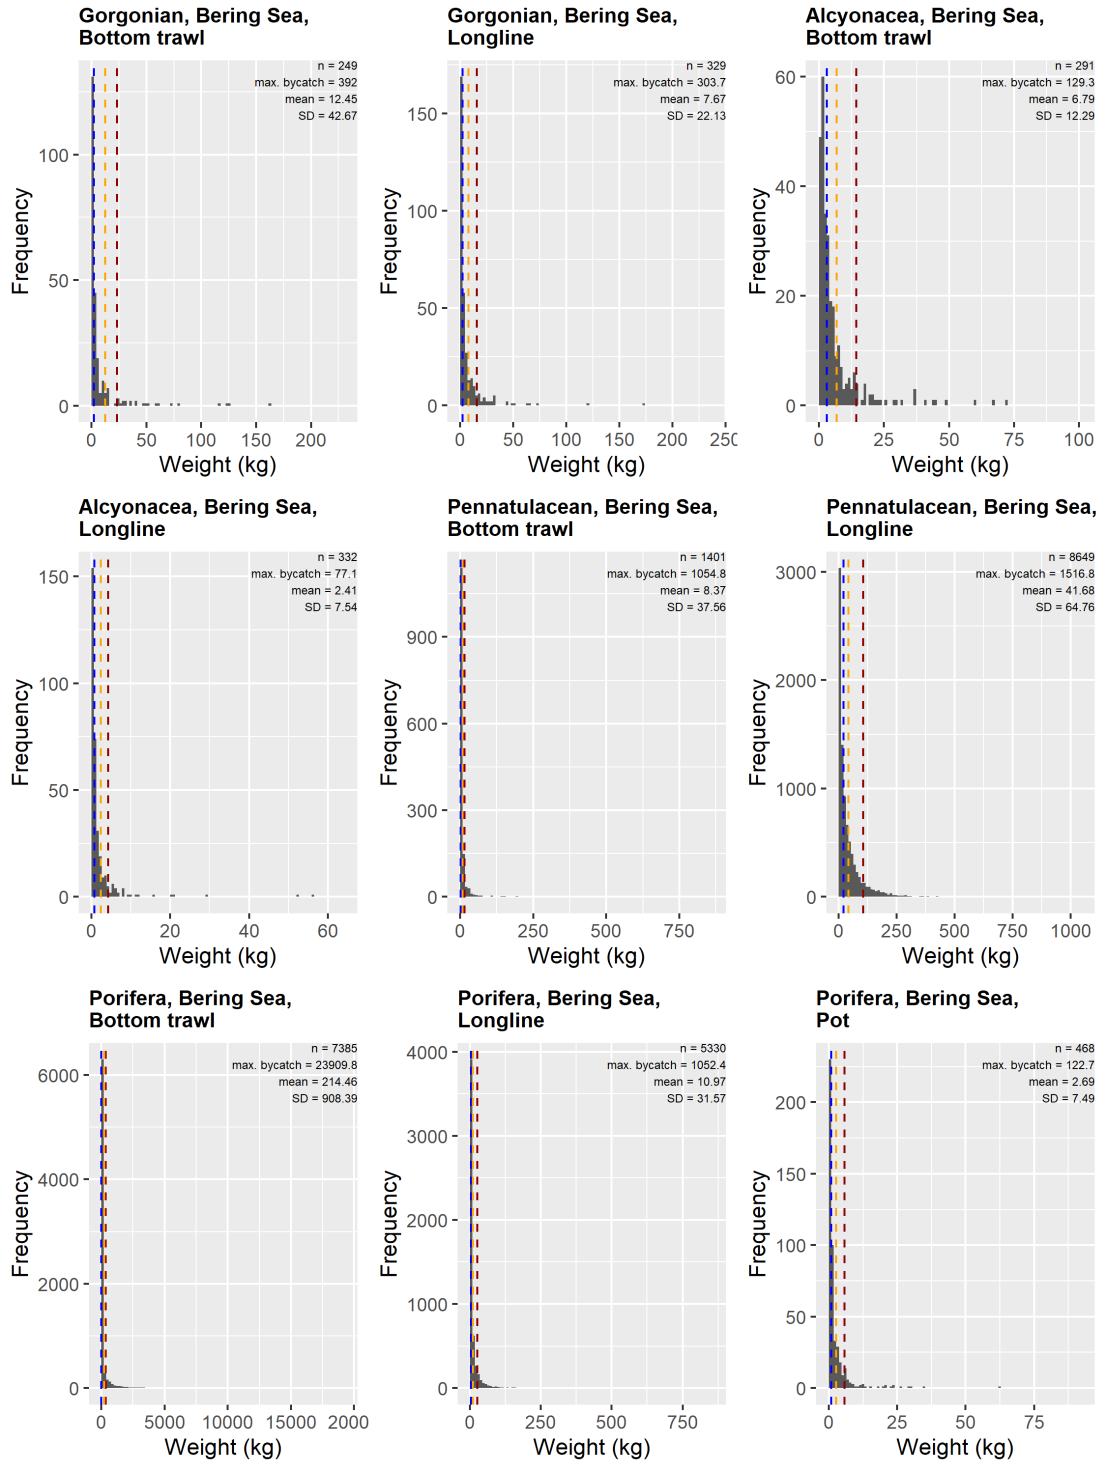 Gorgonian, Bering Sea,
Bottom trawl
n = 249
max. bycatch = 392
mean = 12.45
SD = 42.67
100
50
0
Frequency
0 50 100 150 200
Weight (kg)
Gorgonian, Bering Sea,
Longline
n = 329
max. bycatch = 303.7
mean = 7.67
SD = 22.13
150
100
50
0
Frequency
0 50 100 150 200 250
Weight (kg)
Alcyonacea, Bering Sea,
Bottom trawl
n = 291
max. bycatch = 129.3
mean = 6.79
SD = 12.29
60
40
20
0
Frequency
0 25 50 75 100
Weight (kg)
Alcyonacea, Bering Sea,
Longline
n = 332
max. bycatch = 77.1
mean = 2.41
SD = 7.54
150
100
50
0
Frequency
0 20 40 60
Weight (kg)
Pennatulacean, Bering Sea,
Bottom trawl
n = 1401
max. bycatch = 1054.8
mean = 8.37
SD = 37.56
900
600
300
0
Frequency
0 250 500 750
Weight (kg)
Pennatulacean, Bering Sea,
Longline
n = 8649
max. bycatch = 1516.8
mean = 41.68
SD = 64.76
3000
2000
1000
0
Frequency
0 250 500 750 1000
Weight (kg)
Porifera, Bering Sea,
Bottom trawl
n = 7385
max. bycatch = 23909.8
mean = 214.46
SD = 908.39
6000
4000
2000
0
Frequency
0 5000 10000 15000 2000
Weight (kg)
Porifera, Bering Sea,
Longline
n = 5330
max. bycatch = 1052.4
mean = 10.97
SD = 31.57
4000
3000
2000
1000
0
Frequency
0 250 500 750
Weight (kg)
Porifera, Bering Sea,
Pot
n = 468
max. bycatch = 122.7
mean = 2.69
SD = 7.49
200
150
100
50
0
Frequency
0 25 50 75
Weight (kg)